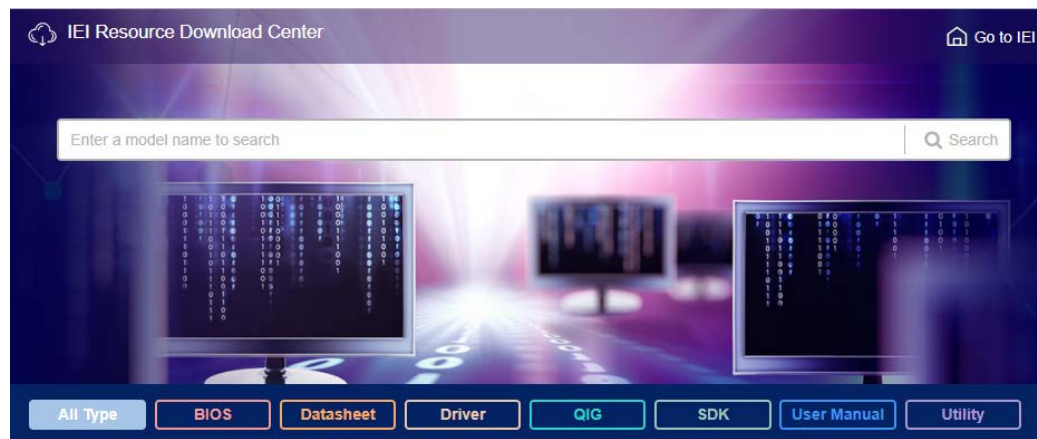 IEI Resource Download Center
Go to IEI
Enter a model name to search
Search
All Type
BIOS
Datasheet
Driver
QIG
SDK
User Manual
Utility